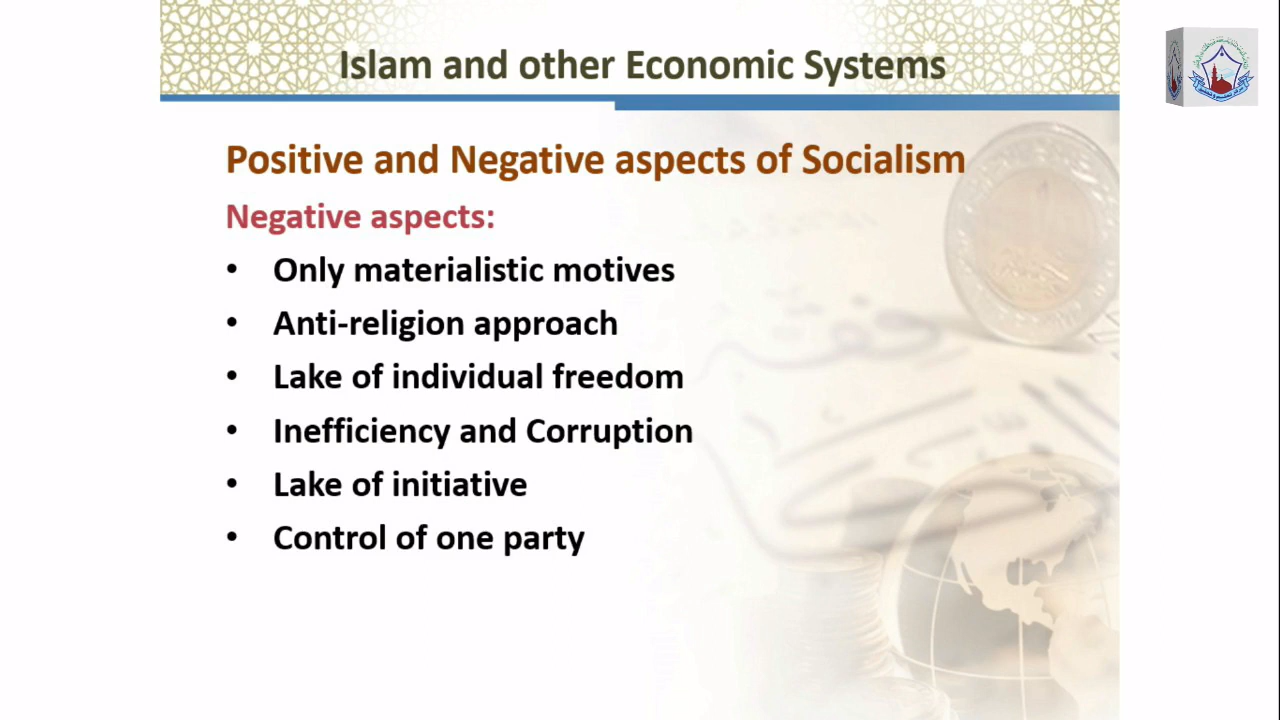 Islam and other Economic Systems
Positive and Negative aspects of Socialism
Negative aspects:
• Only materialistic motives
• Anti-religion approach
• Lake of individual freedom
• Inefficiency and Corruption
• Lake of initiative
• Control of one party